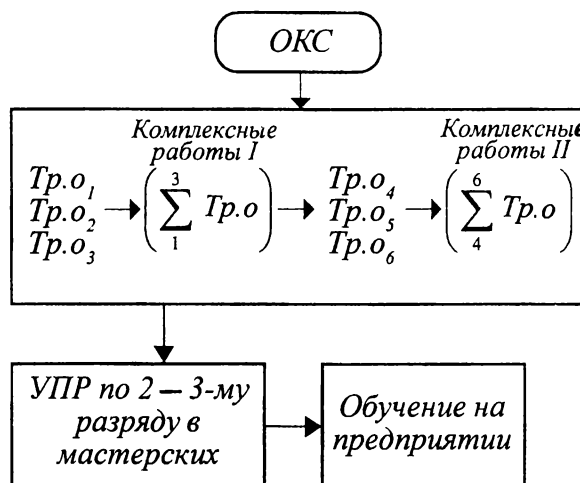 ОКС
Комплексные
работы I
Комплексные
работы II
Тр.о₁
Тр.о₂
Тр.о₃
(∑ 3 1 Тр.о)
Тр.о₄
Тр.о₅
Тр.о₆
(∑ 6 4 Тр.о)
УПР по 2 – 3-му
разряду в
мастерских
Обучение на
предприятии